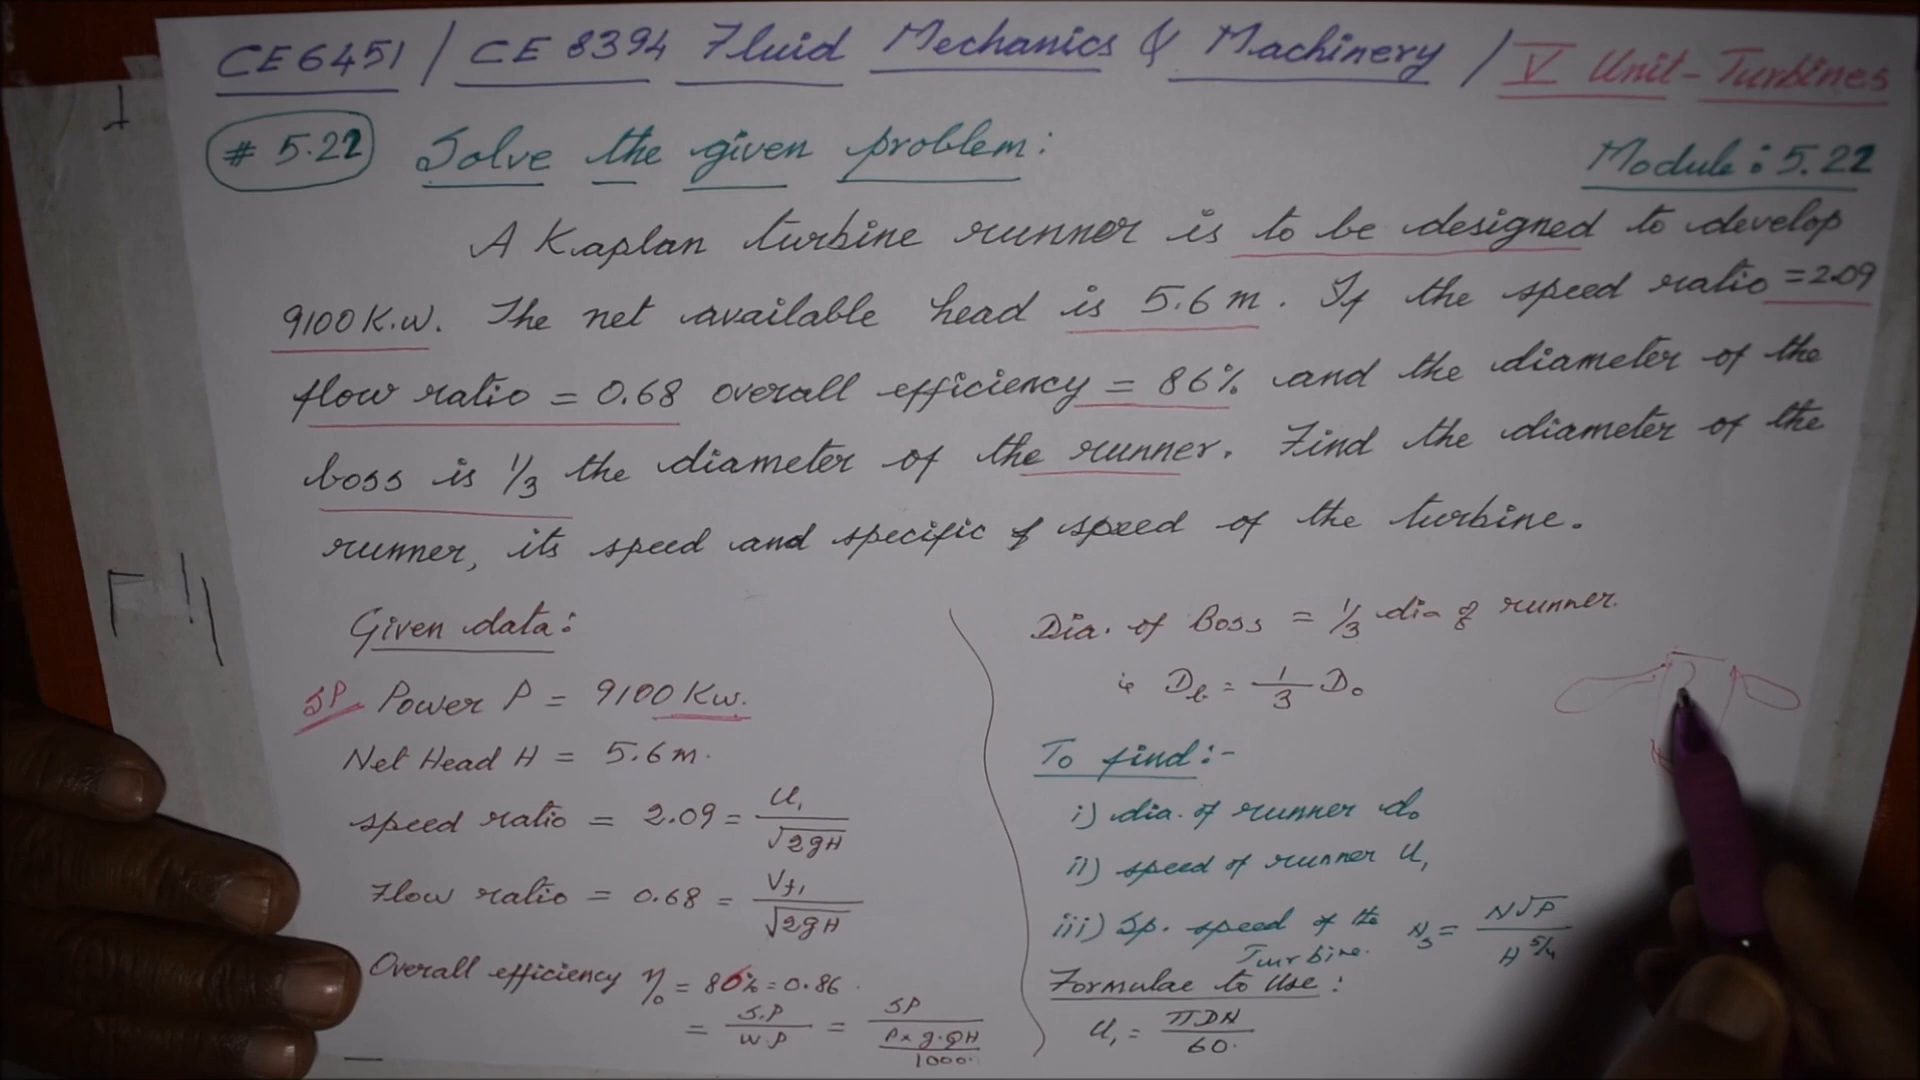 CE6451 / CE 8394 Fluid Mechanics & Machinery / V Unit - Turbines
# 5.22 Solve the given problem: Module: 5.22
A Kaplan turbine runner is to be designed to develop
9100 K.W. The net available head is 5.6 m. If the speed ratio = 2.09
flow ratio = 0.68 overall efficiency = 86% and the diameter of the
boss is 1/3 the diameter of the runner. Find the diameter of the
runner, its speed and specific speed of the turbine.
Given data:
SP Power P = 9100 Kw.
Net Head H = 5.6 m.
speed ratio = 2.09 = U₁ / √2gH
Flow ratio = 0.68 = Vf₁ / √2gH
Overall efficiency η₀ = 86% = 0.86
= S.P / W.P = SP / (ρ × g. QH / 1000)
Dia. of Boss = 1/3 dia of runner.
ie Db = 1/3 D₀
To find:-
i) dia. of runner d₀
ii) speed of runner U₁
iii) Sp. speed of the Turbine. Ns = N√P / H^5/4
Formulae to Use:
U₁ = πDN / 60.